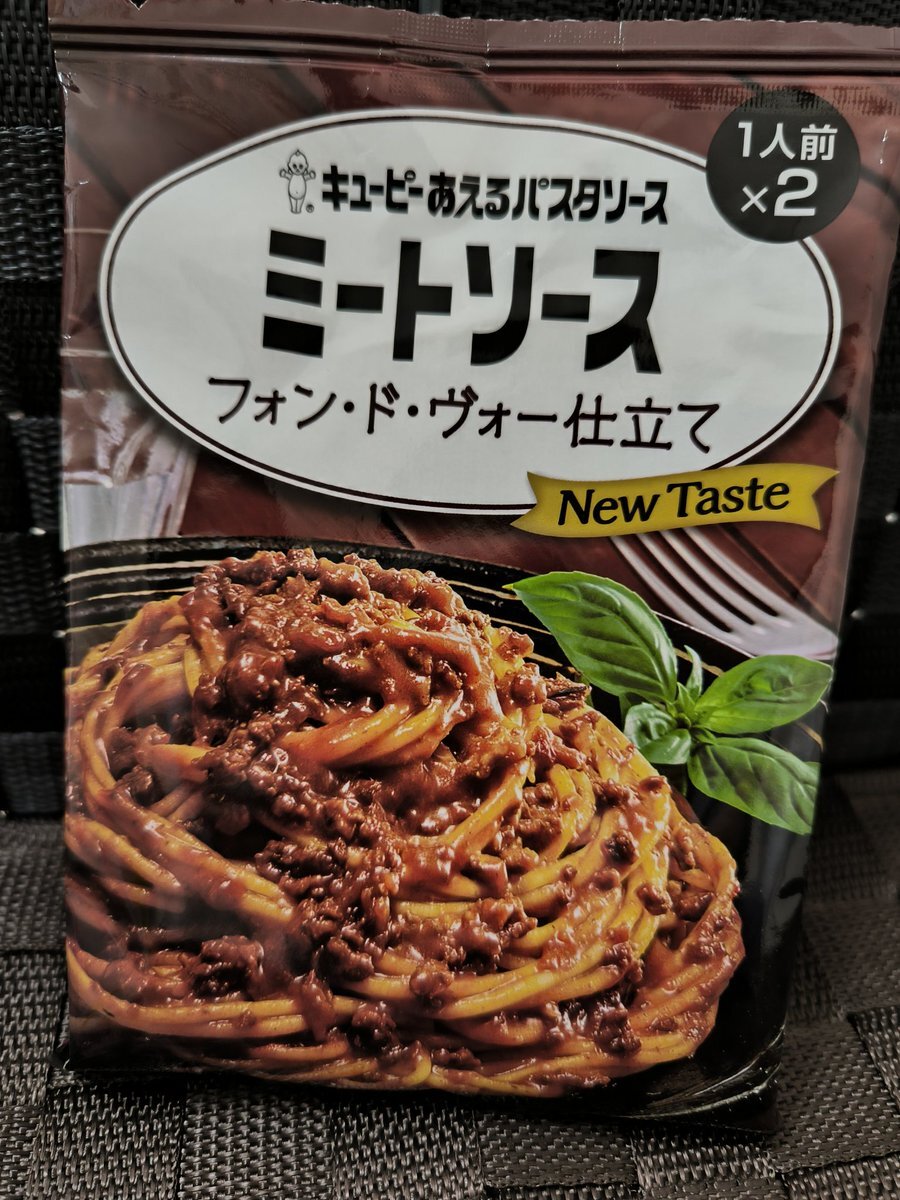 1人前
×2
キユーピーあえるパスタソース
ミートソース
フォン・ド・ヴォー仕立て
New Taste